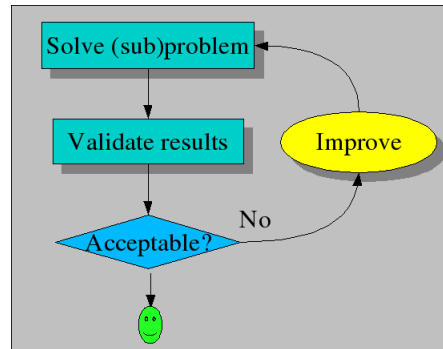 Solve (sub)problem
Validate results
Improve
Acceptable?
No